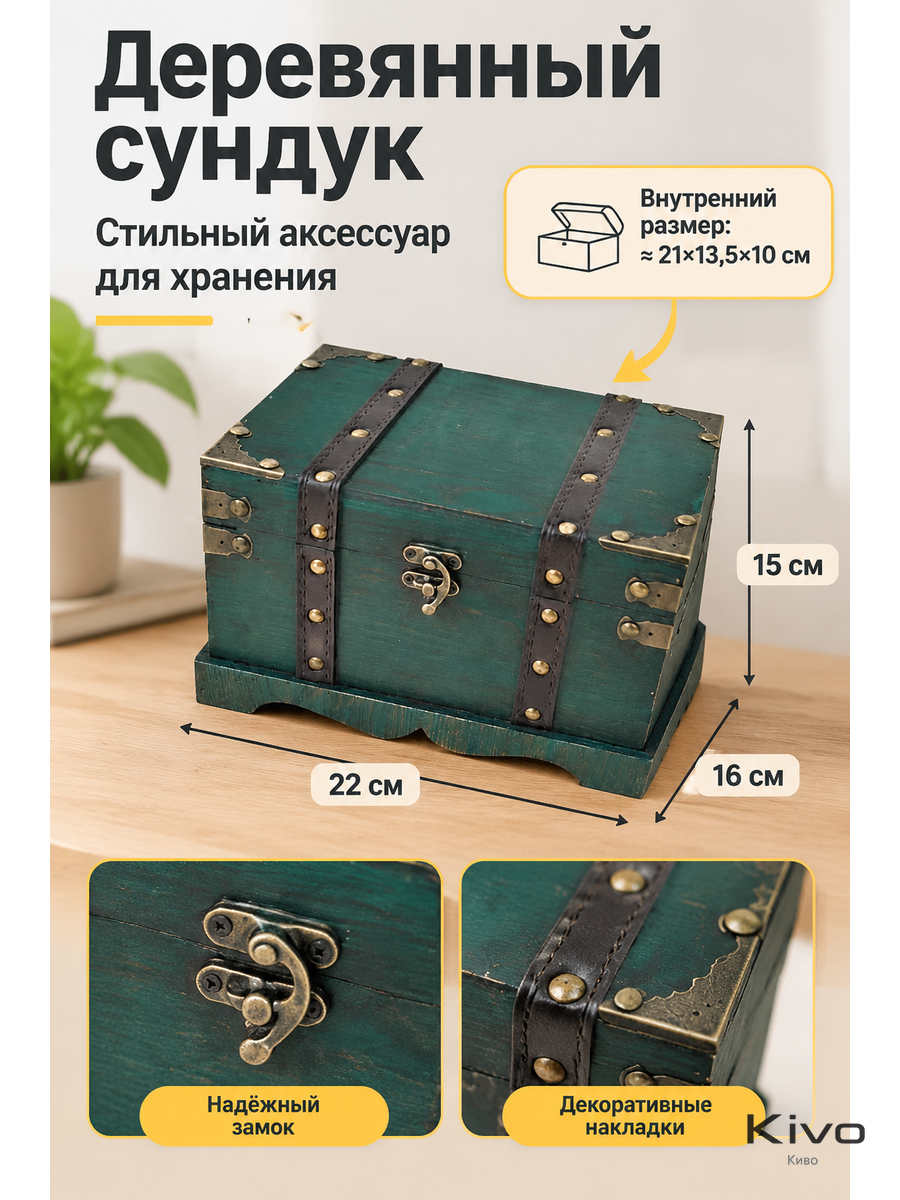 Деревянный
сундук
Стильный аксессуар
для хранения
Внутренний
размер:
≈ 21×13,5×10 см
15 см
16 см
22 см
Надёжный
замок
Декоративные
накладки
Kivo
Киво